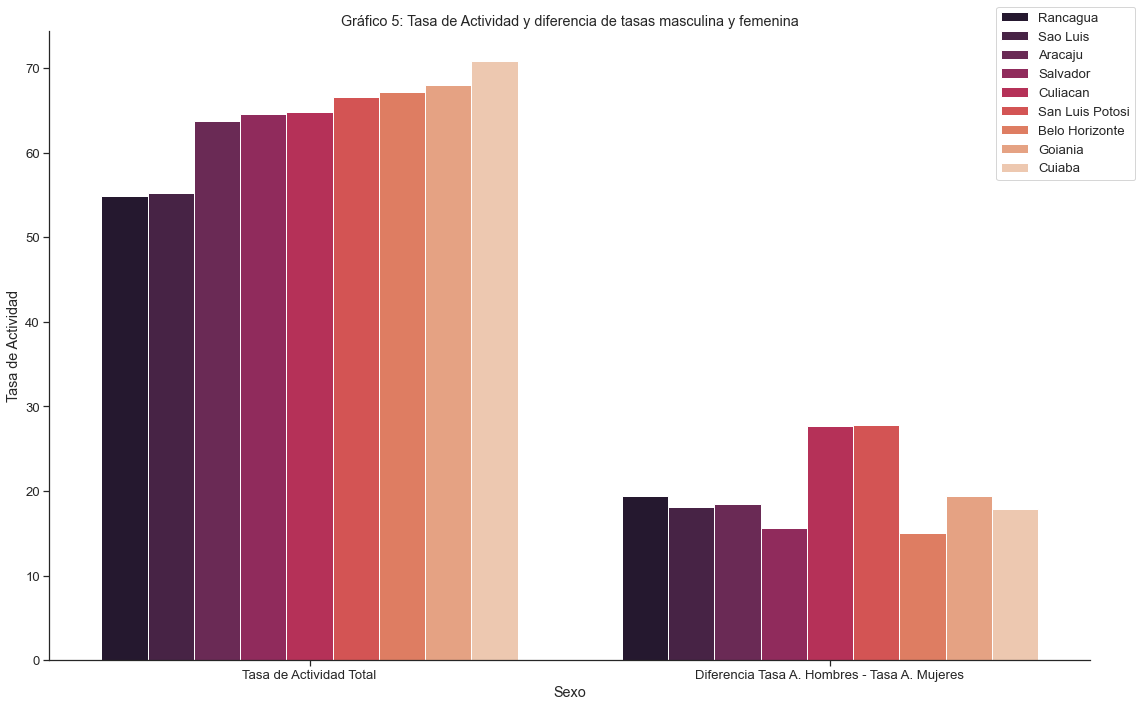 Gráfico 5: Tasa de Actividad y diferencia de tasas masculina y femenina
Rancagua
Sao Luis
Aracaju
Salvador
Culiacan
San Luis Potosi
Belo Horizonte
Goiania
Cuiaba
Tasa de Actividad
70
60
50
40
30
20
10
0
Tasa de Actividad Total
Diferencia Tasa A. Hombres - Tasa A. Mujeres
Sexo